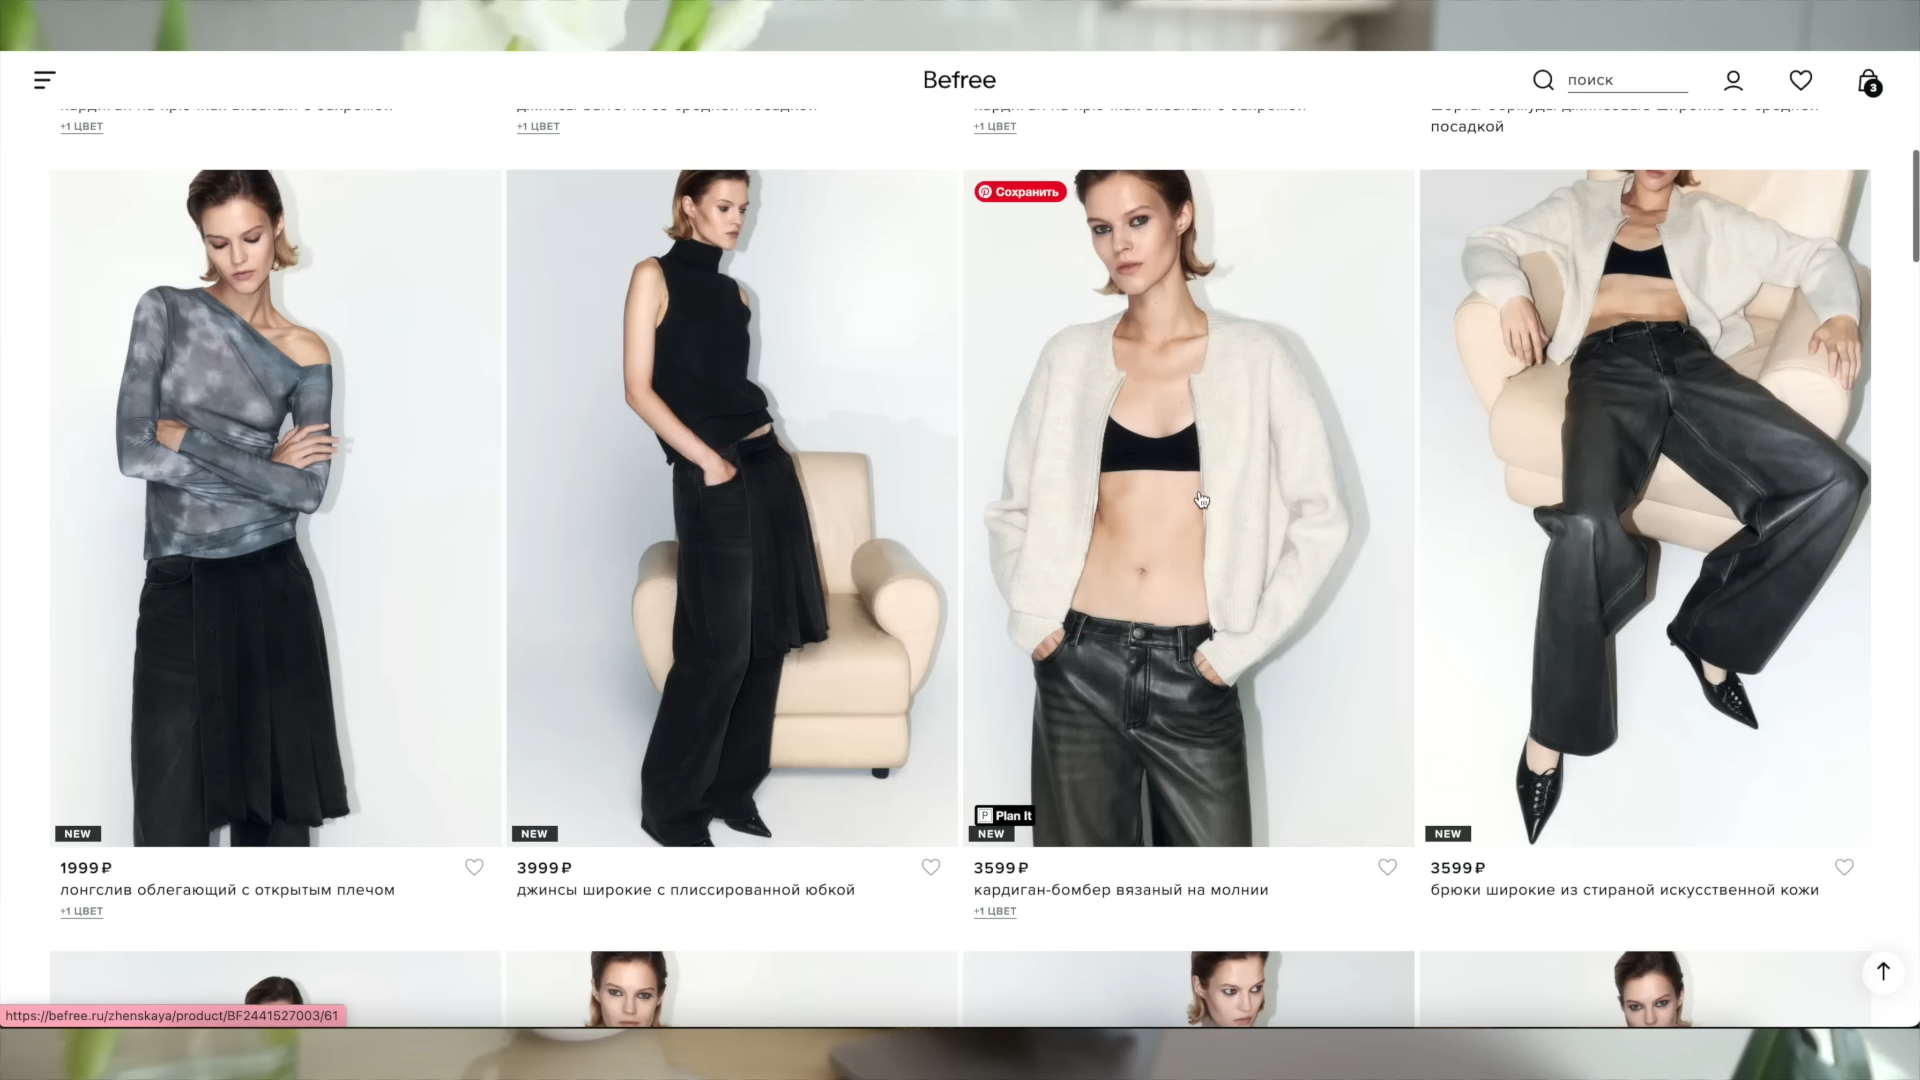 Befree
поиск
3
+1 ЦВЕТ
+1 ЦВЕТ
+1 ЦВЕТ
посадкой
Сохранить
Plan It
NEW
NEW
NEW
NEW
1999 ₽
лонгслив облегающий с открытым плечом
+1 ЦВЕТ
3999 ₽
джинсы широкие с плиссированной юбкой
3599 ₽
кардиган-бомбер вязаный на молнии
+1 ЦВЕТ
3599 ₽
брюки широкие из стираной искусственной кожи
https://befree.ru/zhenskaya/product/BF2441527003/61